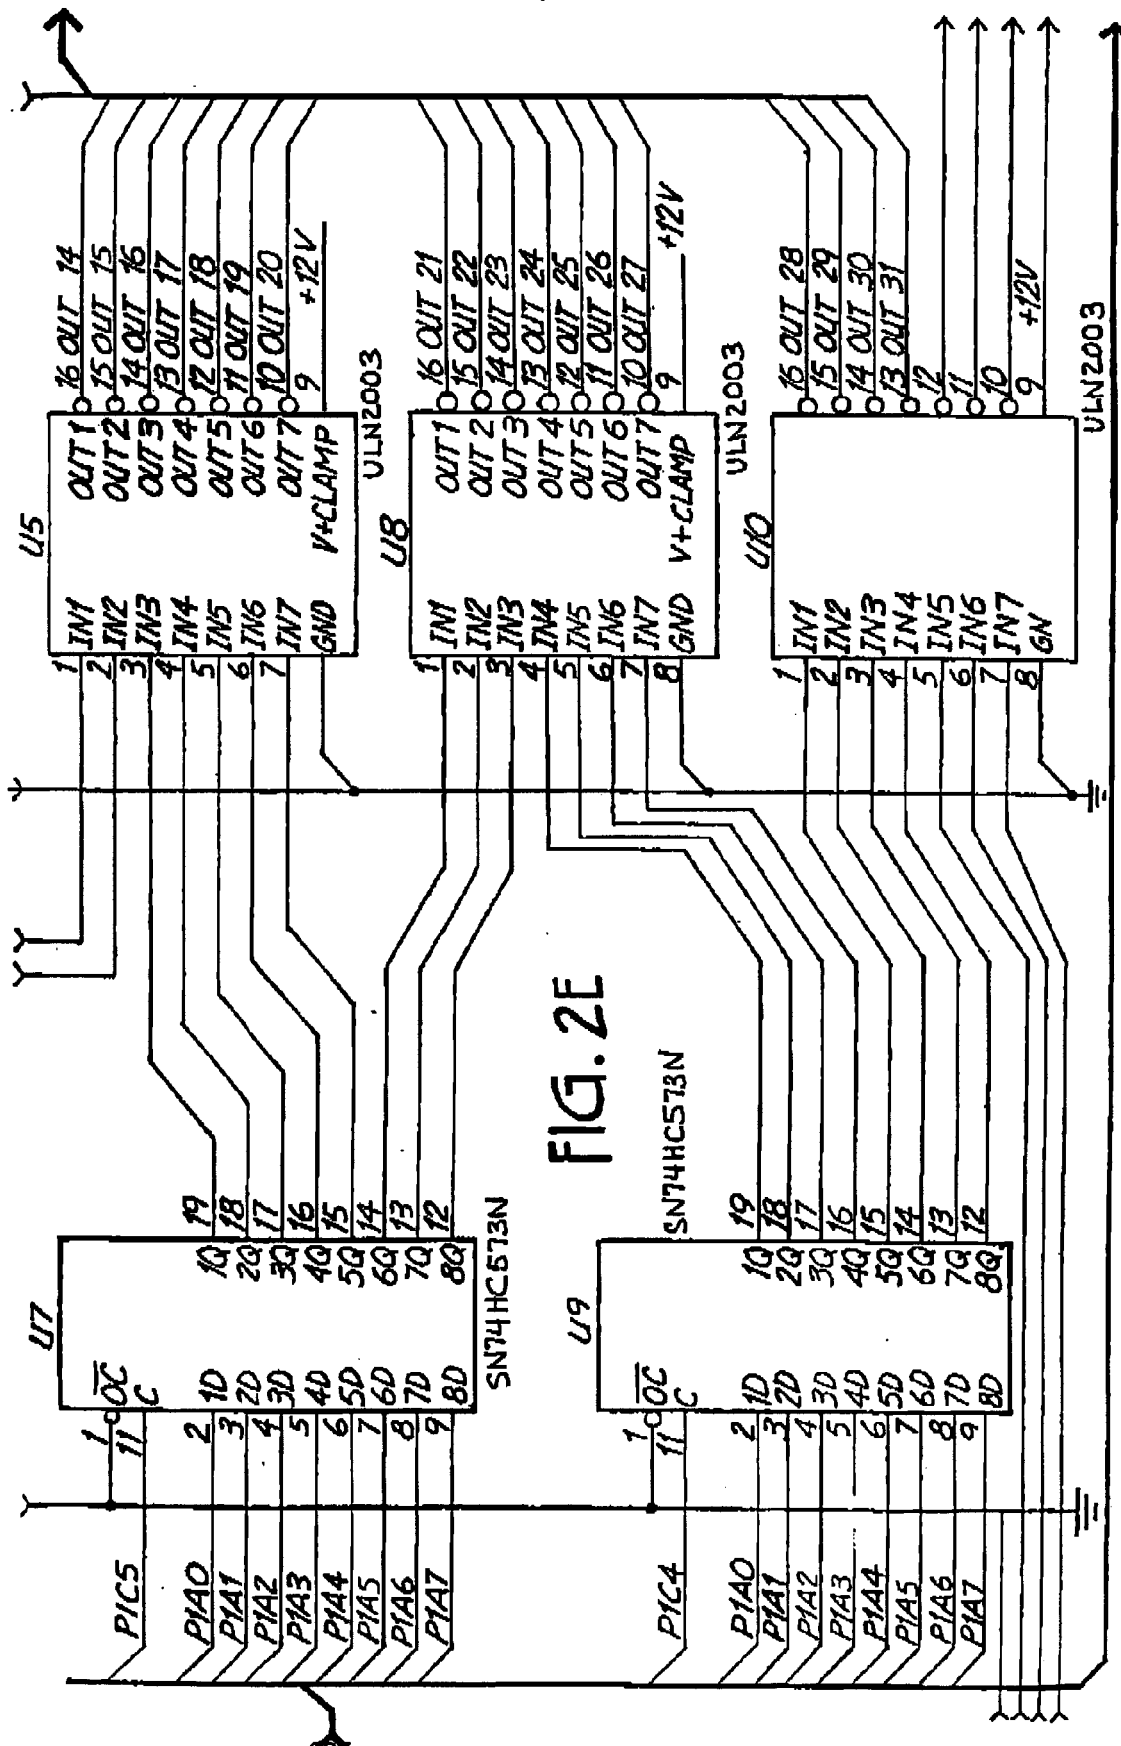 U5
IN1
IN2
IN3
IN4
IN5
IN6
IN7
GND
1
2
3
4
5
6
7
OUT1
OUT2
OUT3
OUT4
OUT5
OUT6
OUT7
V+CLAMP
16 OUT 14
15 OUT 15
14 OUT 16
13 OUT 17
12 OUT 18
11 OUT 19
10 OUT 20
9 +12V
ULN2003
U8
IN1
IN2
IN3
IN4
IN5
IN6
IN7
GND
1
2
3
4
5
6
7
8
OUT1
OUT2
OUT3
OUT4
OUT5
OUT6
OUT7
V+CLAMP
16 OUT 21
15 OUT 22
14 OUT 23
13 OUT 24
12 OUT 25
11 OUT 26
10 OUT 27
9 +12V
ULN2003
U10
IN1
IN2
IN3
IN4
IN5
IN6
IN7
GN
1
2
3
4
5
6
7
8
16 OUT 28
15 OUT 29
14 OUT 30
13 OUT 31
12
11
10
9 +12V
ULN2003
U7
OC
C
1D
2D
3D
4D
5D
6D
7D
8D
1
11
2
3
4
5
6
7
8
9
1Q
2Q
3Q
4Q
5Q
6Q
7Q
8Q
19
18
17
16
15
14
13
12
SN74HC573N
P1C5
P1A0
P1A1
P1A2
P1A3
P1A4
P1A5
P1A6
P1A7
U9
OC
C
1D
2D
3D
4D
5D
6D
7D
8D
1
11
2
3
4
5
6
7
8
9
1Q
2Q
3Q
4Q
5Q
6Q
7Q
8Q
19
18
17
16
15
14
13
12
SN74HC573N
P1C4
P1A0
P1A1
P1A2
P1A3
P1A4
P1A5
P1A6
P1A7
FIG. 2E